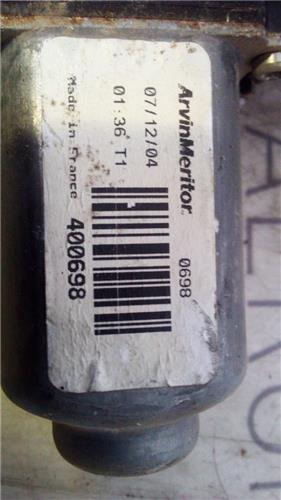 ArvinMeritor.
0698
07/12/04
01:36 T1
400698
Made in France